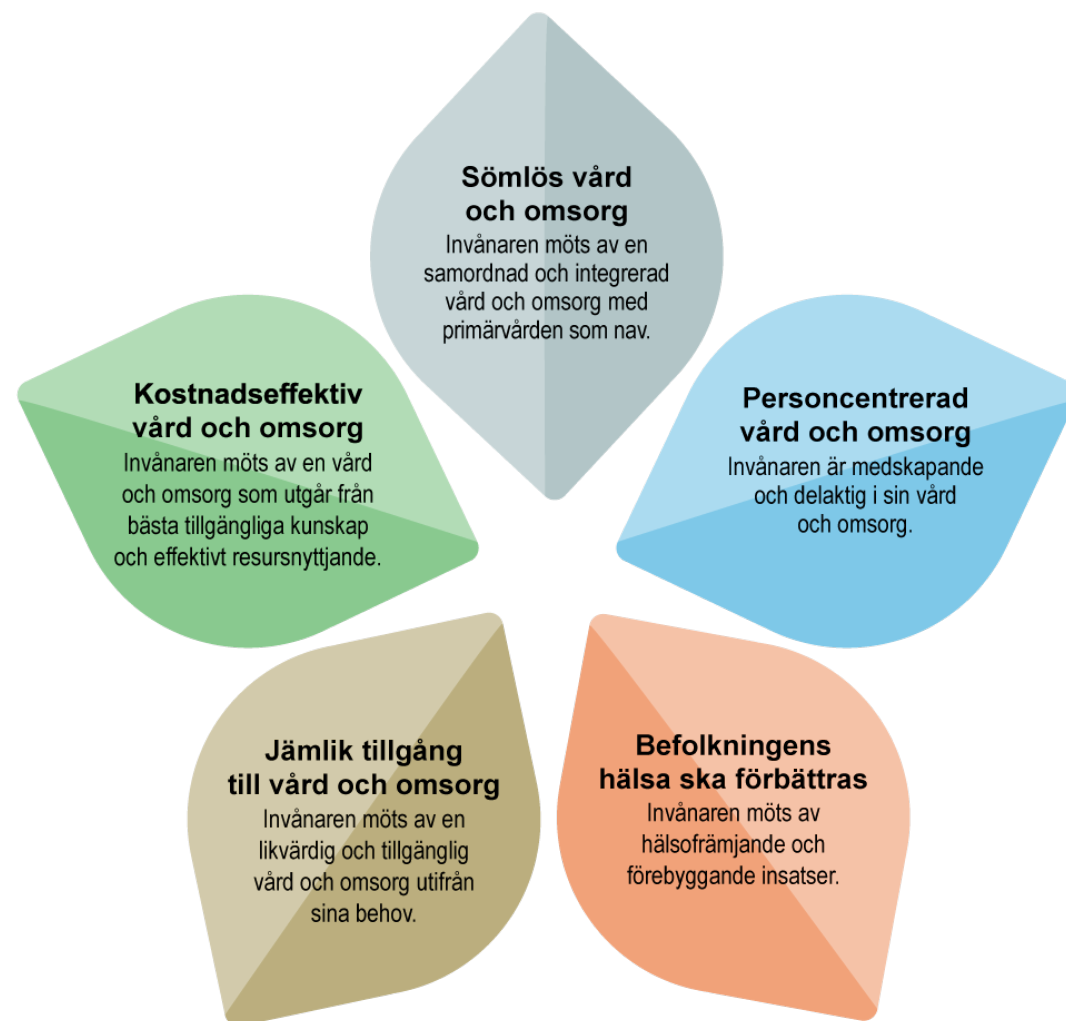 Sömlös vård
och omsorg
Invånaren möts av en
samordnad och integrerad
vård och omsorg med
primärvården som nav.
Personcentrerad
vård och omsorg
Invånaren är medskapande
och delaktig i sin vård
och omsorg.
Befolkningens
hälsa ska förbättras
Invånaren möts av
hälsofrämjande och
förebyggande insatser.
Jämlik tillgång
till vård och omsorg
Invånaren möts av en
likvärdig och tillgänglig
vård och omsorg utifrån
sina behov.
Kostnadseffektiv
vård och omsorg
Invånaren möts av en vård
och omsorg som utgår från
bästa tillgängliga kunskap
och effektivt resursnyttjande.